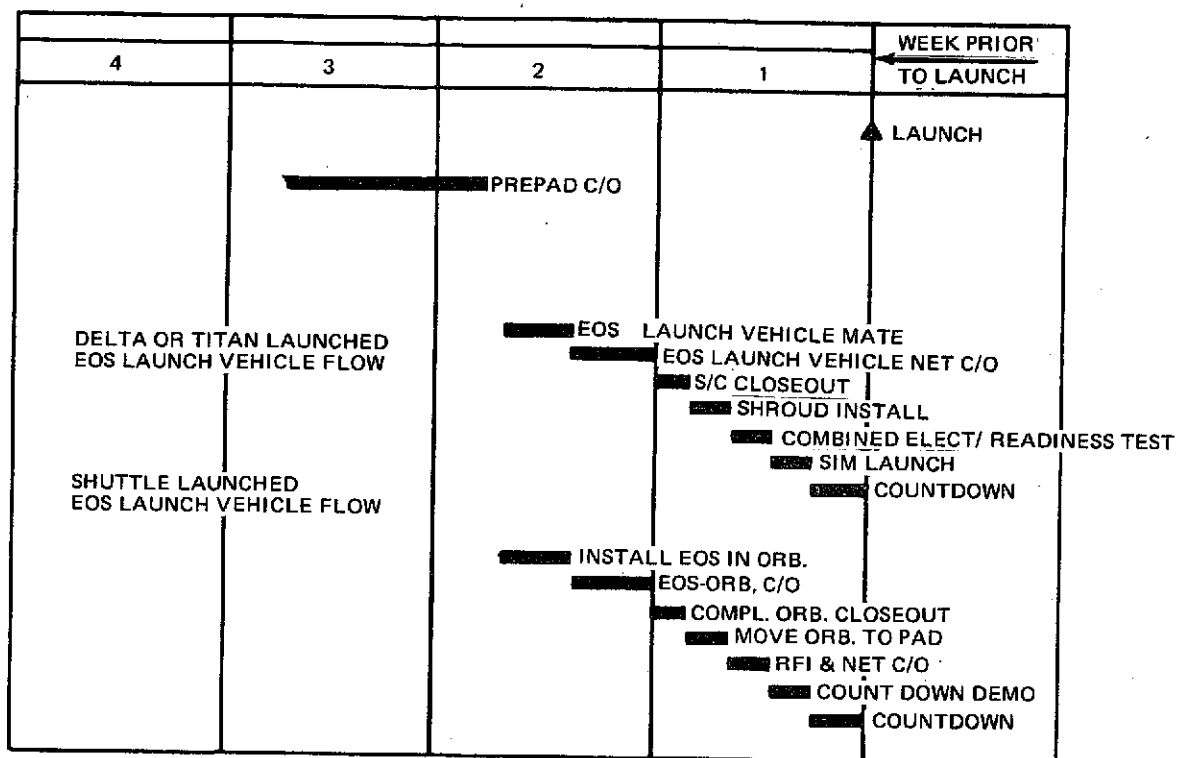 WEEK PRIOR
4 3 2 1 TO LAUNCH
LAUNCH
PREPAD C/O
DELTA OR TITAN LAUNCHED
EOS LAUNCH VEHICLE FLOW
EOS LAUNCH VEHICLE MATE
EOS LAUNCH VEHICLE NET C/O
S/C CLOSEOUT
SHROUD INSTALL
COMBINED ELECT/ READINESS TEST
SIM LAUNCH
COUNTDOWN
SHUTTLE LAUNCHED
EOS LAUNCH VEHICLE FLOW
INSTALL EOS IN ORB.
EOS-ORB, C/O
COMPL. ORB. CLOSEOUT
MOVE ORB. TO PAD
RFI & NET C/O
COUNT DOWN DEMO
COUNTDOWN